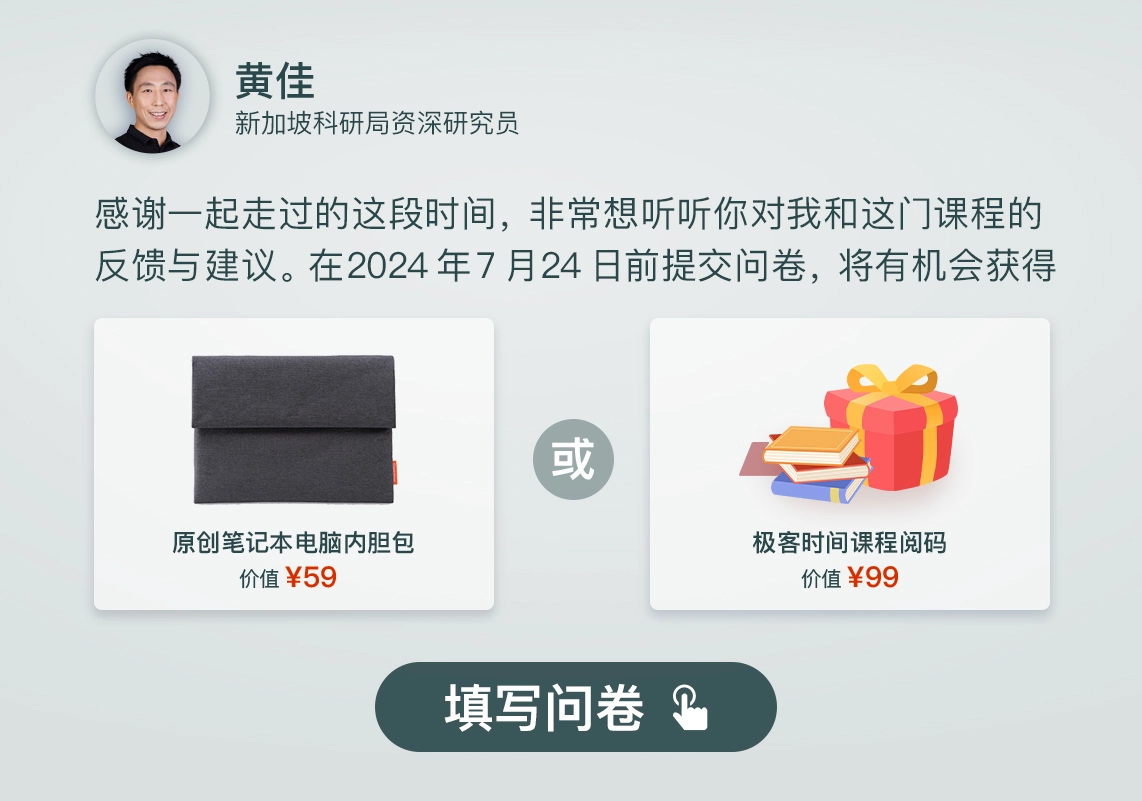 黄佳
新加坡科研局资深研究员
感谢一起走过的这段时间，非常想听听你对我和这门课程的
反馈与建议。在2024年7月24日前提交问卷，将有机会获得
原创笔记本电脑内胆包
价值 ¥59
或
极客时间课程阅码
价值 ¥99
填写问卷